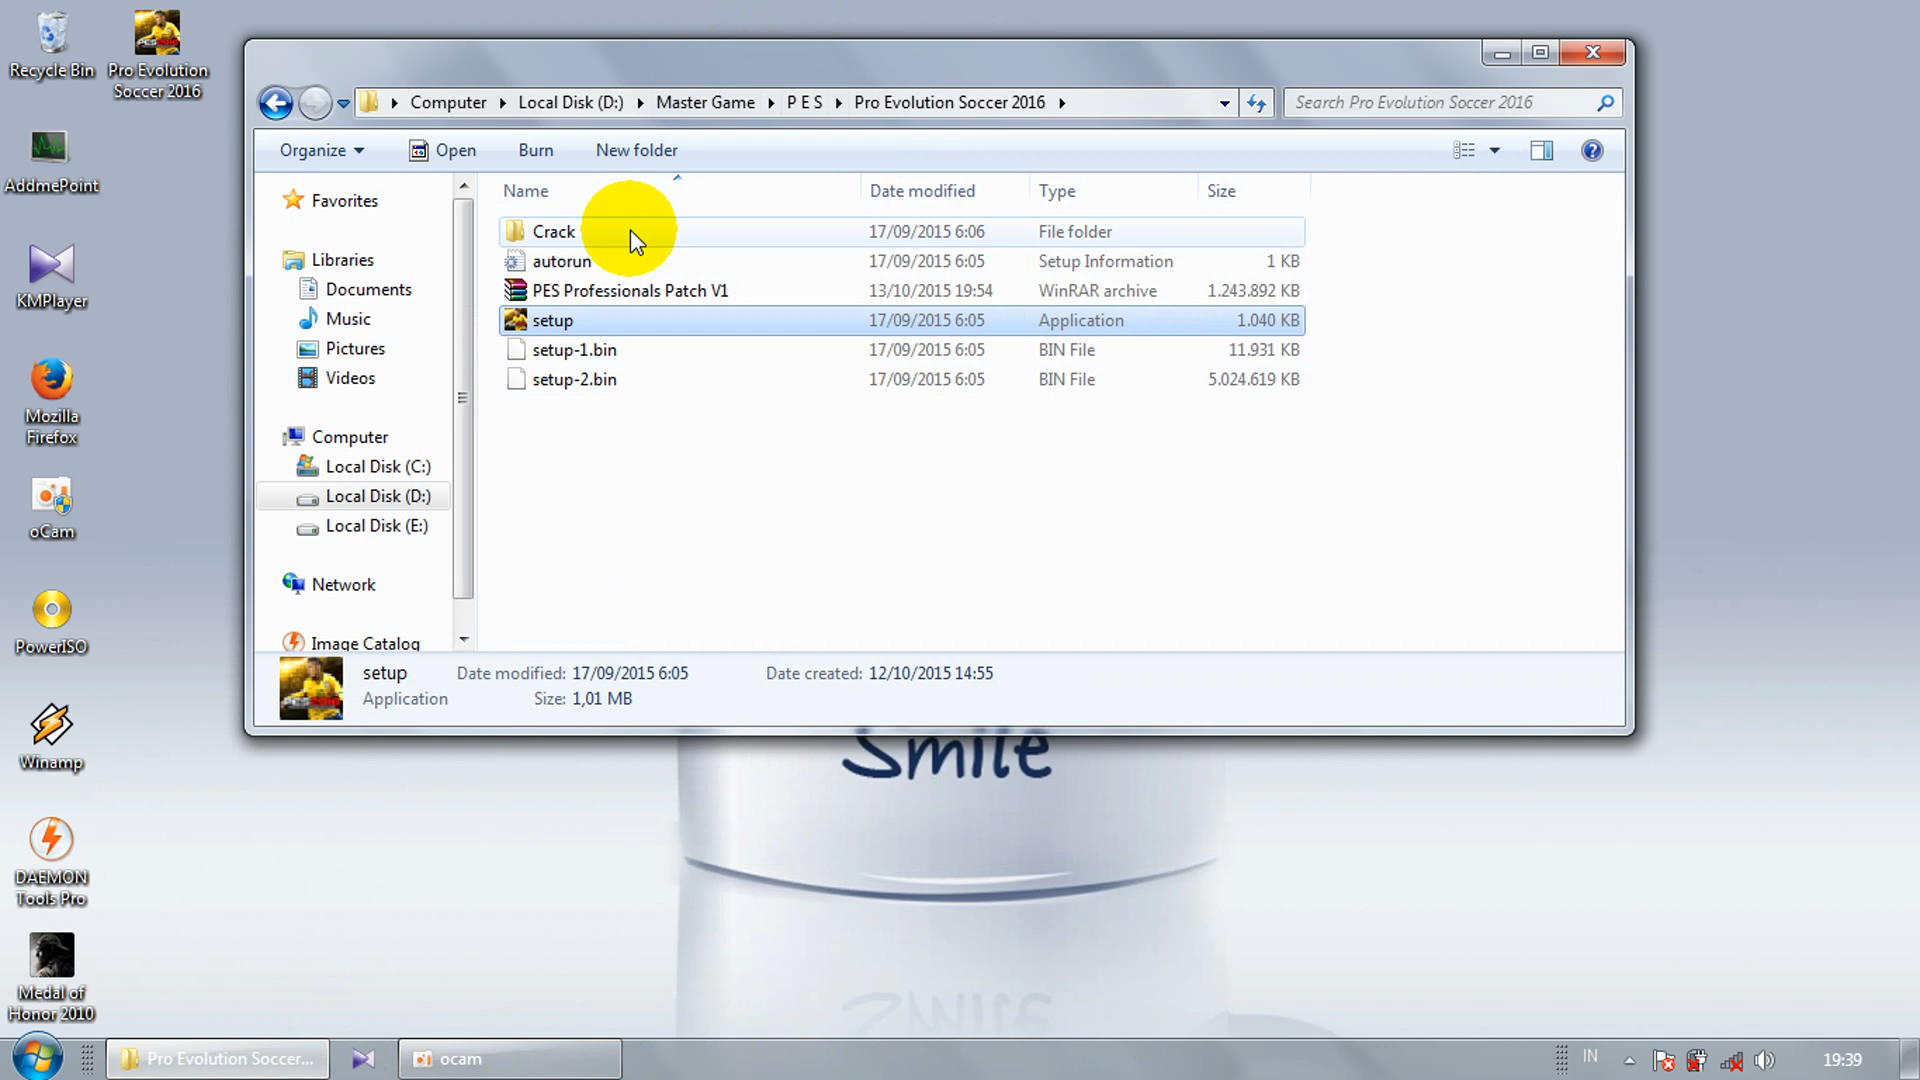 Recycle Bin
Pro Evolution
Soccer 2016
AddmePoint
KMPlayer
Mozilla
Firefox
oCam
PowerISO
Winamp
DAEMON
Tools Pro
Medal of
Honor 2010
Computer Local Disk (D:) Master Game P E S Pro Evolution Soccer 2016
Search Pro Evolution Soccer 2016
Organize Open Burn New folder
Favorites
Libraries
Documents
Music
Pictures
Videos
Computer
Local Disk (C:)
Local Disk (D:)
Local Disk (E:)
Network
Image Catalog
Name Date modified Type Size
Crack 17/09/2015 6:06 File folder
autorun 17/09/2015 6:05 Setup Information 1 KB
PES Professionals Patch V1 13/10/2015 19:54 WinRAR archive 1.243.892 KB
setup 17/09/2015 6:05 Application 1.040 KB
setup-1.bin 17/09/2015 6:05 BIN File 11.931 KB
setup-2.bin 17/09/2015 6:05 BIN File 5.024.619 KB
setup Date modified: 17/09/2015 6:05 Date created: 12/10/2015 14:55
Application Size: 1,01 MB
Smile
Pro Evolution Soccer... ocam IN 19:39